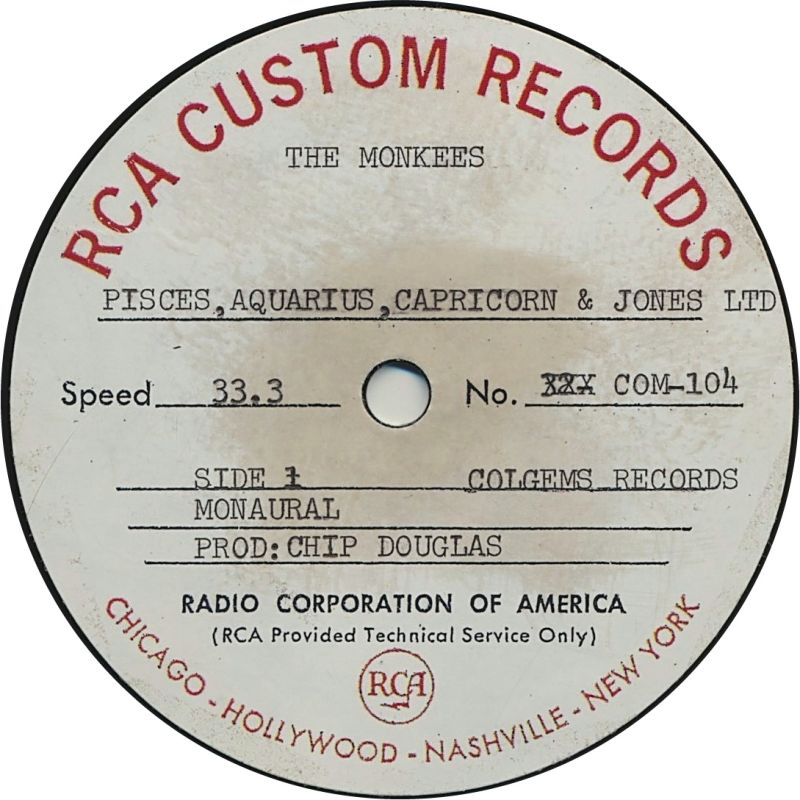 RCA CUSTOM RECORDS
THE MONKEES
PISCES,AQUARIUS,CAPRICORN & JONES LTD
Speed 33.3 No. COM-104
SIDE 1 COLGEMS RECORDS
MONAURAL
PROD:CHIP DOUGLAS
RADIO CORPORATION OF AMERICA
(RCA Provided Technical Service Only)
RCA
CHICAGO - HOLLYWOOD - NASHVILLE - NEW YORK